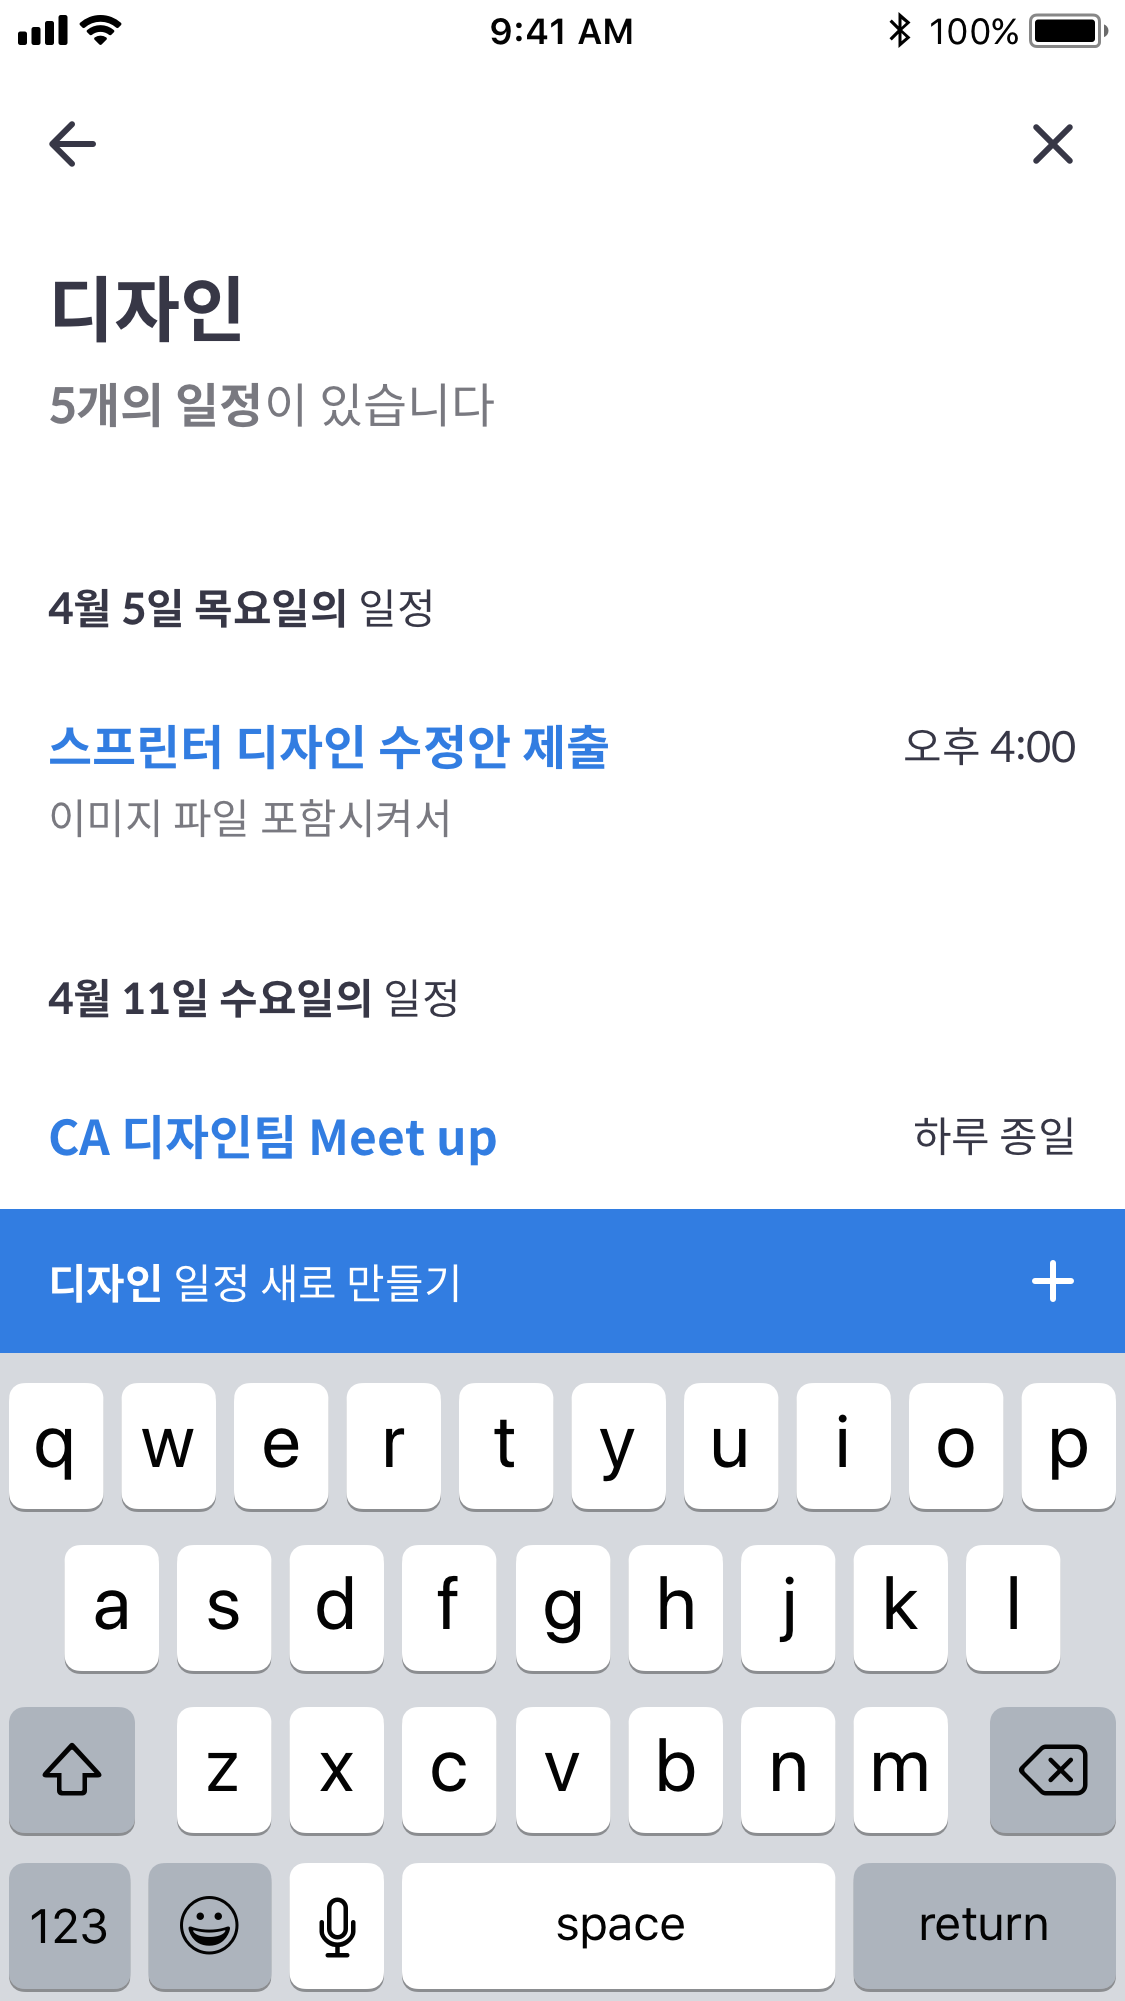 9:41 AM 100%
디자인
5개의 일정이 있습니다
4월 5일 목요일의 일정
스프린터 디자인 수정안 제출 오후 4:00
이미지 파일 포함시켜서
4월 11일 수요일의 일정
CA 디자인팀 Meet up 하루 종일
디자인 일정 새로 만들기
q w e r t y u i o p
a s d f g h j k l
z x c v b n m
123 space return